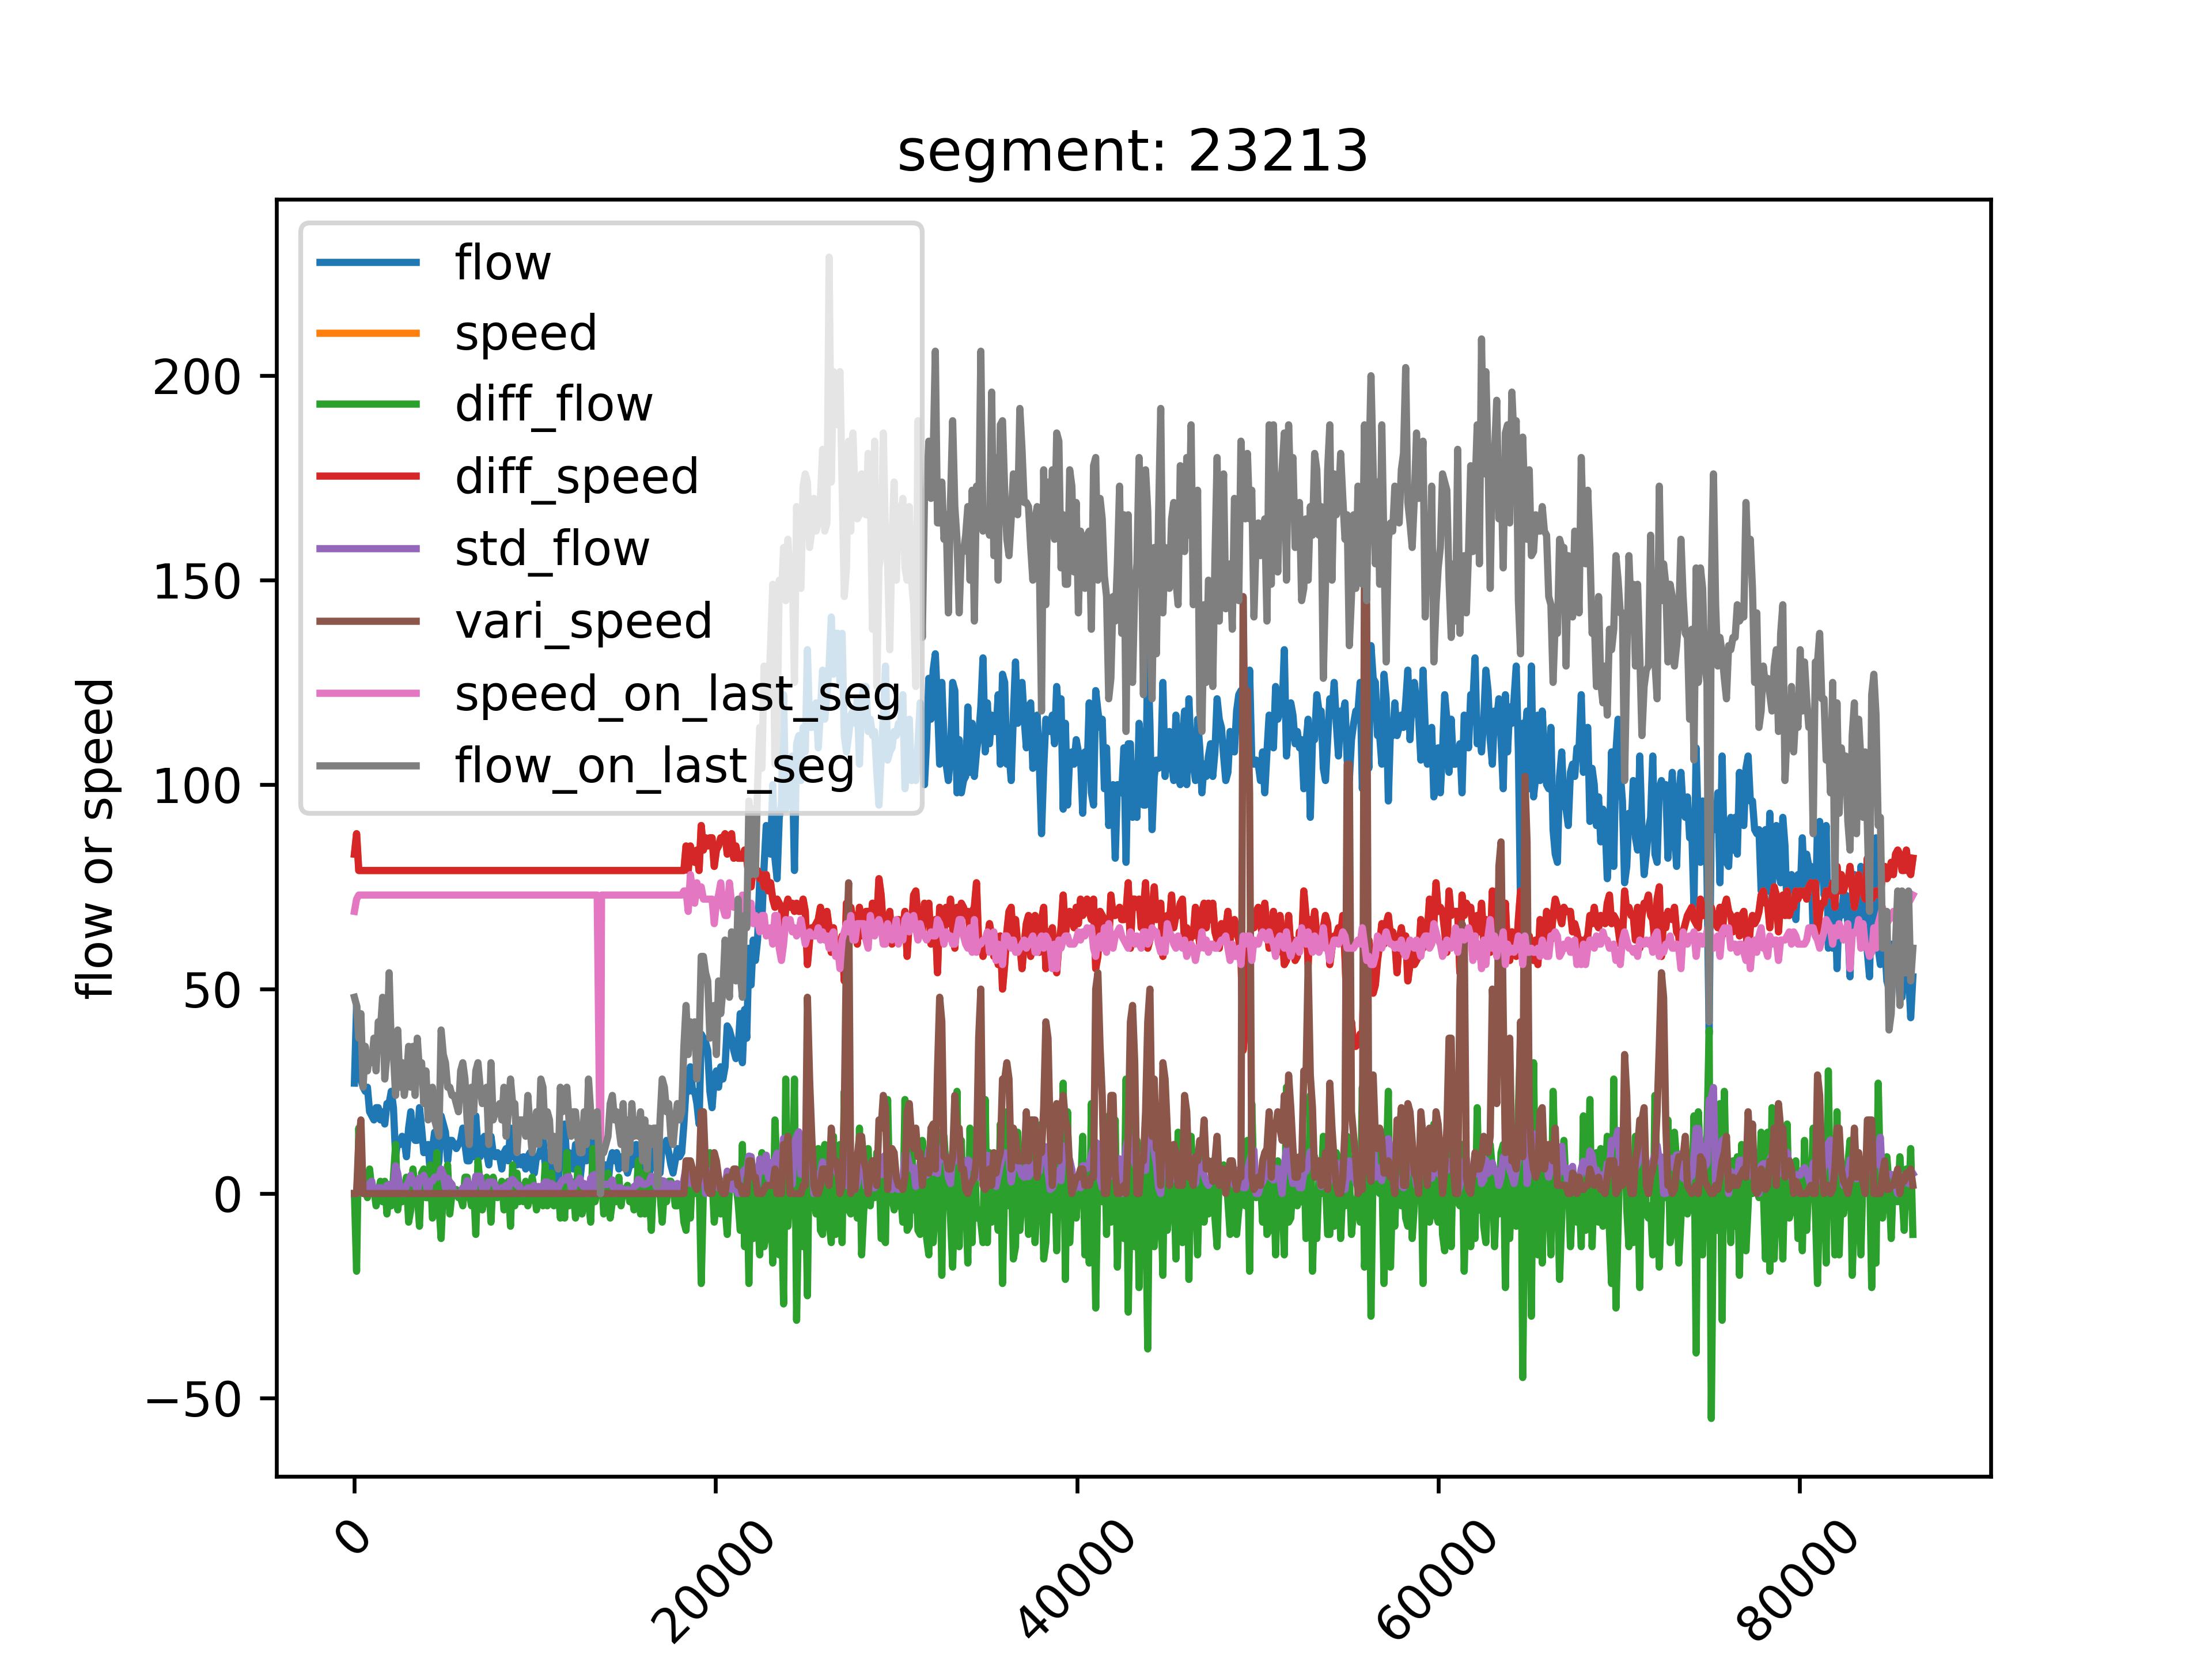 segment: 23213
flow
speed
diff_flow
diff_speed
std_flow
vari_speed
speed_on_last_seg
flow_on_last_seg
flow or speed
200
150
100
50
0
−50
0
20000
40000
60000
80000